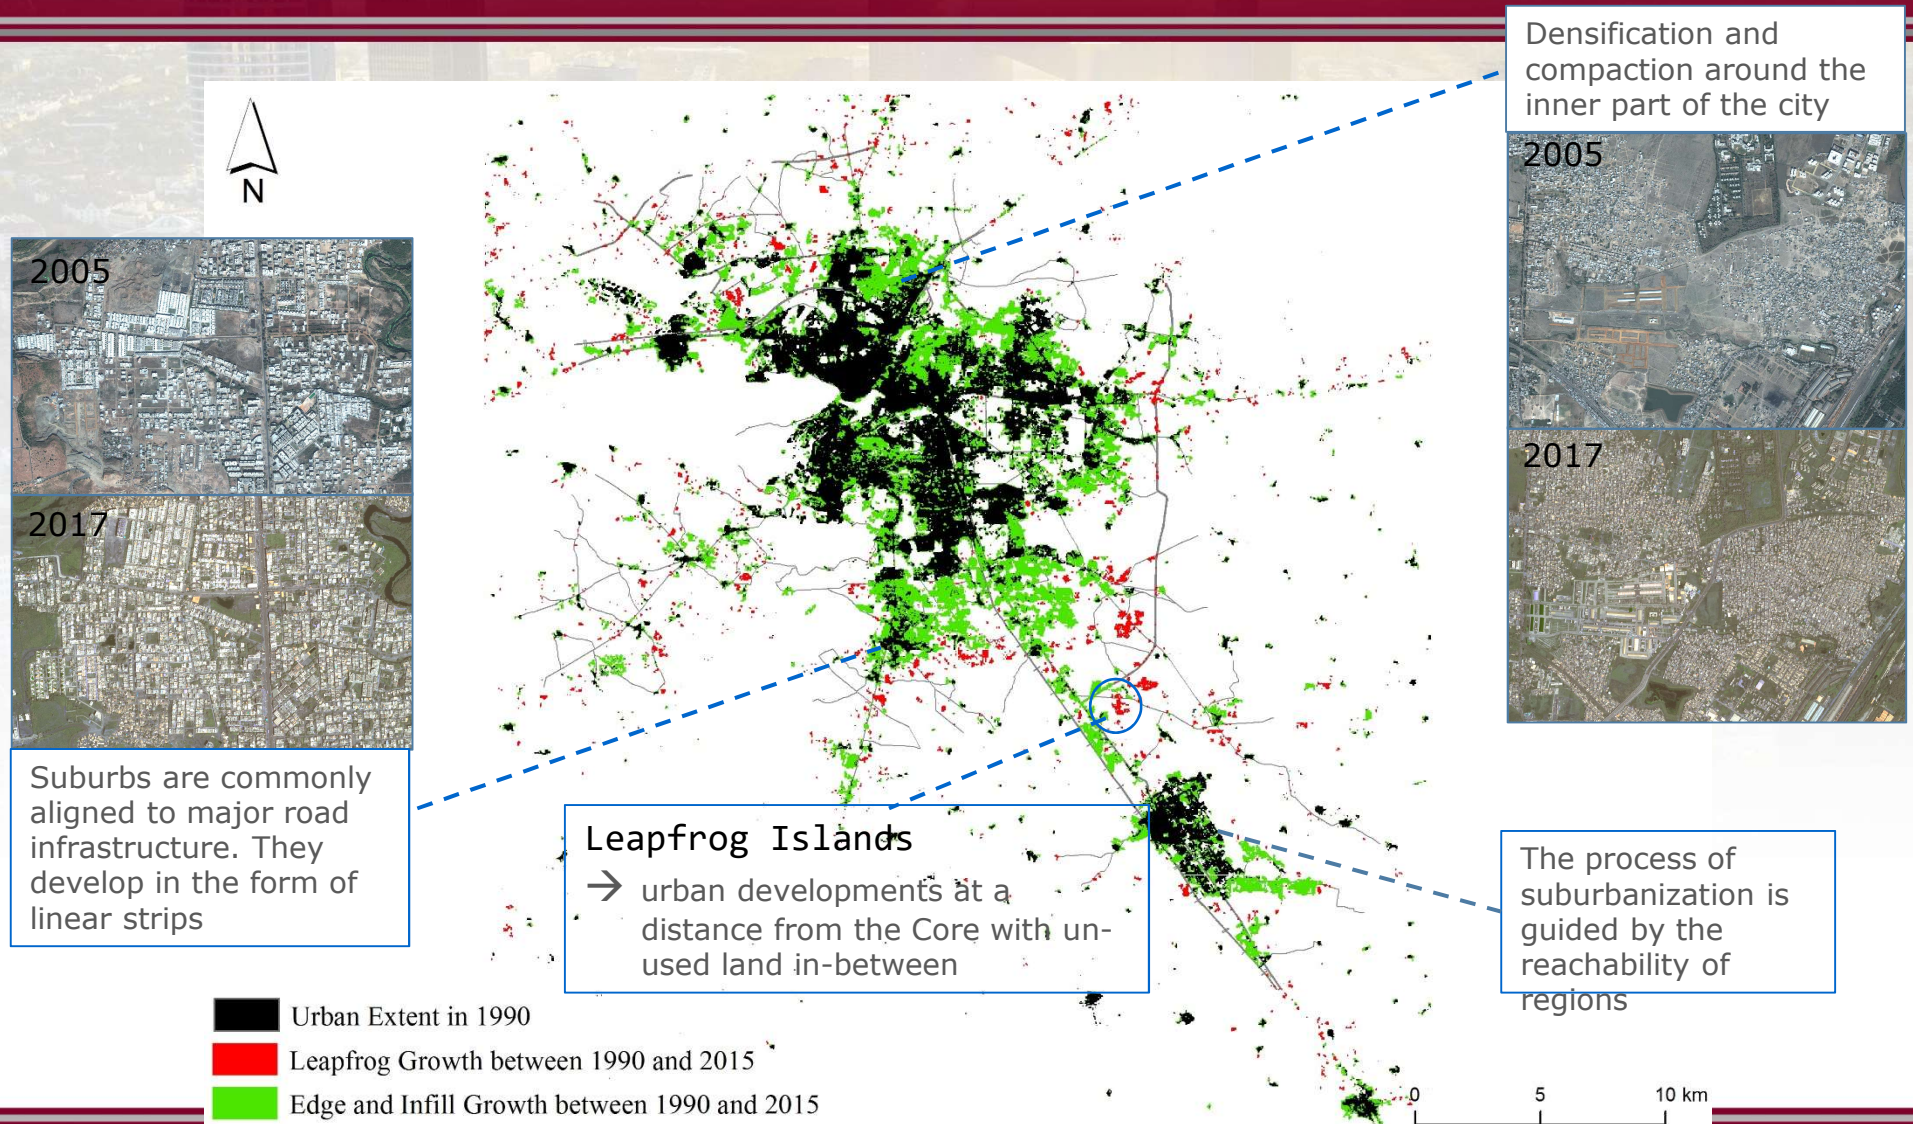 Densification and
compaction around the
inner part of the city
2005
2017
N
2005
2017
Suburbs are commonly
aligned to major road
infrastructure. They
develop in the form of
linear strips
Leapfrog Islands
→ urban developments at a
distance from the Core with un-
used land in-between
The process of
suburbanization is
guided by the
reachability of
regions
Urban Extent in 1990
Leapfrog Growth between 1990 and 2015
Edge and Infill Growth between 1990 and 2015
0 5 10 km